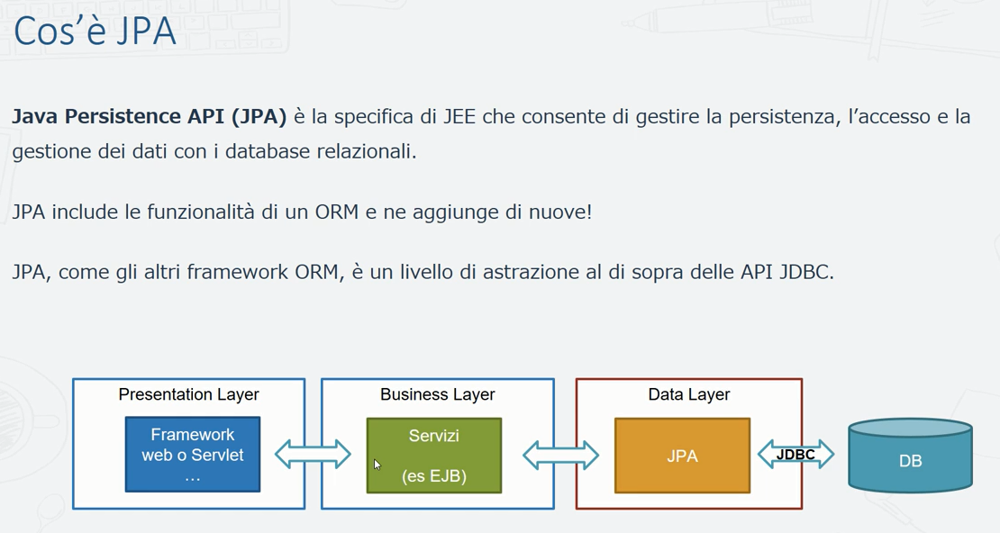 Cos’è JPA
Java Persistence API (JPA) è la specifica di JEE che consente di gestire la persistenza, l’accesso e la
gestione dei dati con i database relazionali.
JPA include le funzionalità di un ORM e ne aggiunge di nuove!
JPA, come gli altri framework ORM, è un livello di astrazione al di sopra delle API JDBC.
Presentation Layer
Framework
web o Servlet
...
Business Layer
Servizi
(es EJB)
Data Layer
JPA
JDBC
DB